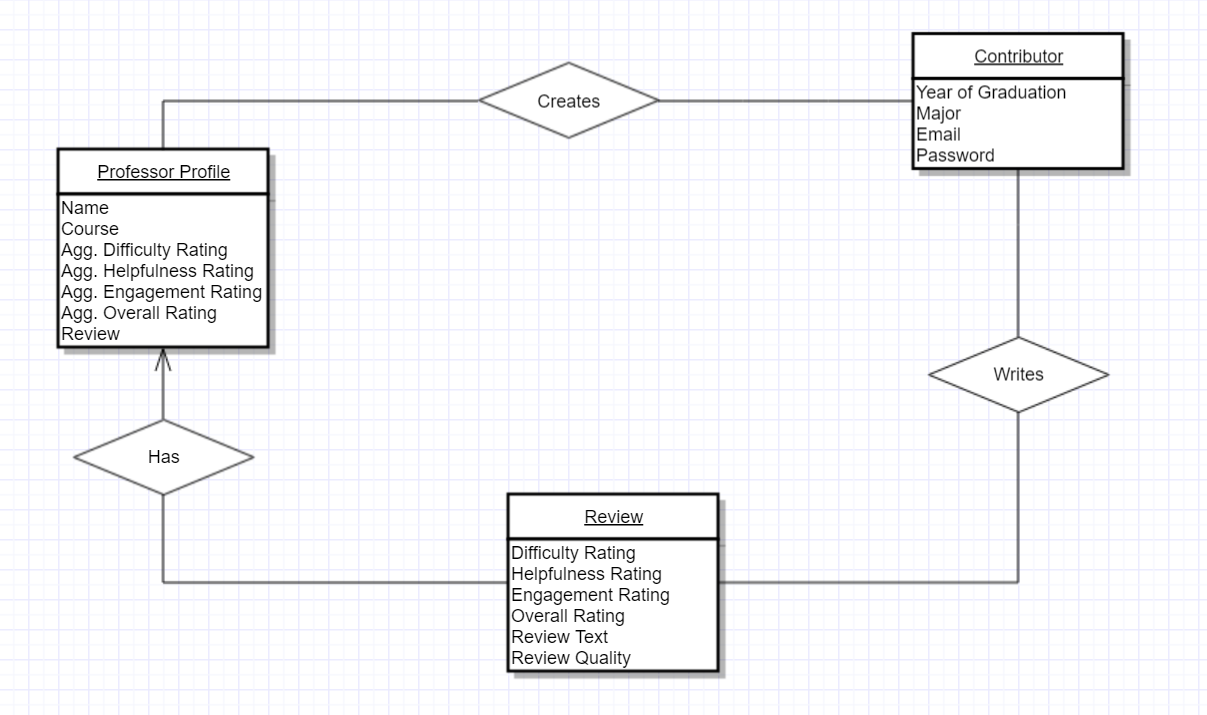 Contributor
Year of Graduation
Major
Email
Password
Creates
Professor Profile
Name
Course
Agg. Difficulty Rating
Agg. Helpfulness Rating
Agg. Engagement Rating
Agg. Overall Rating
Review
Writes
Has
Review
Difficulty Rating
Helpfulness Rating
Engagement Rating
Overall Rating
Review Text
Review Quality